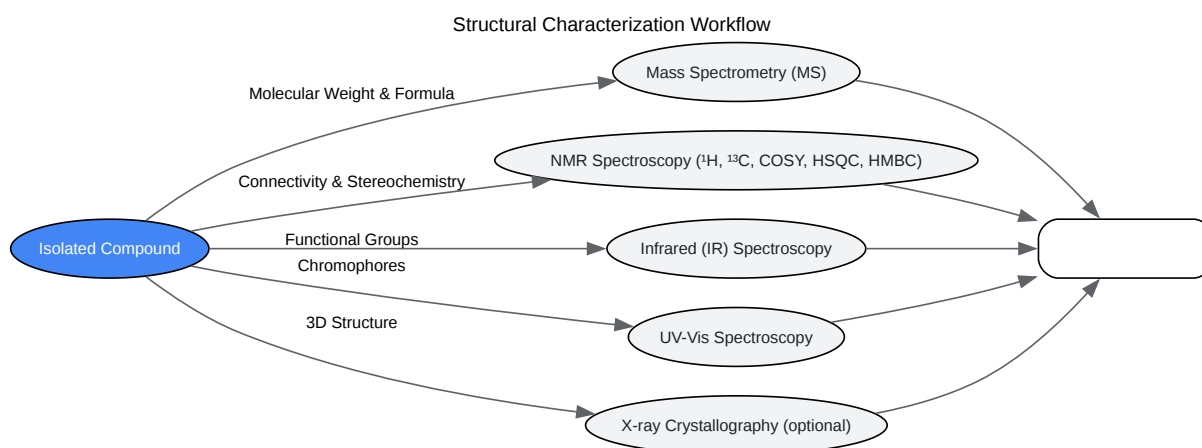 Structural Characterization Workflow
Mass Spectrometry (MS)
Molecular Weight & Formula
NMR Spectroscopy (¹H, ¹³C, COSY, HSQC, HMBC)
Connectivity & Stereochemistry
Isolated Compound
Functional Groups
Infrared (IR) Spectroscopy
Chromophores
3D Structure
UV-Vis Spectroscopy
X-ray Crystallography (optional)